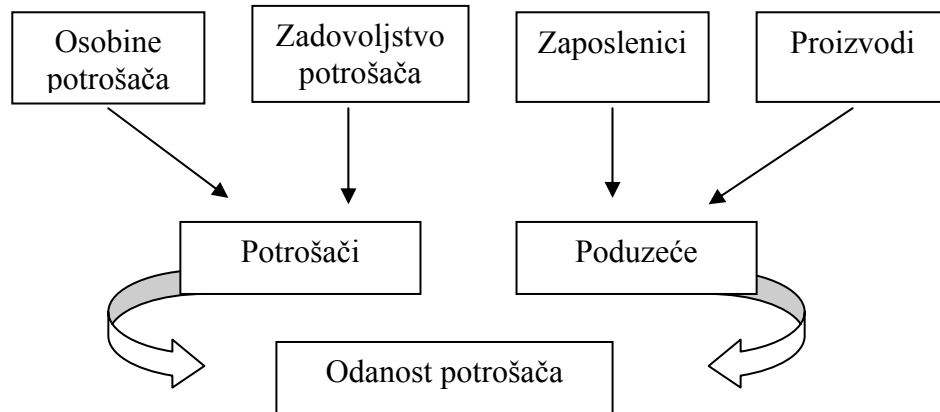 Osobine
potrošača
Zadovoljstvo
potrošača
Zaposlenici
Proizvodi
Potrošači
Poduzeće
Odanost potrošača